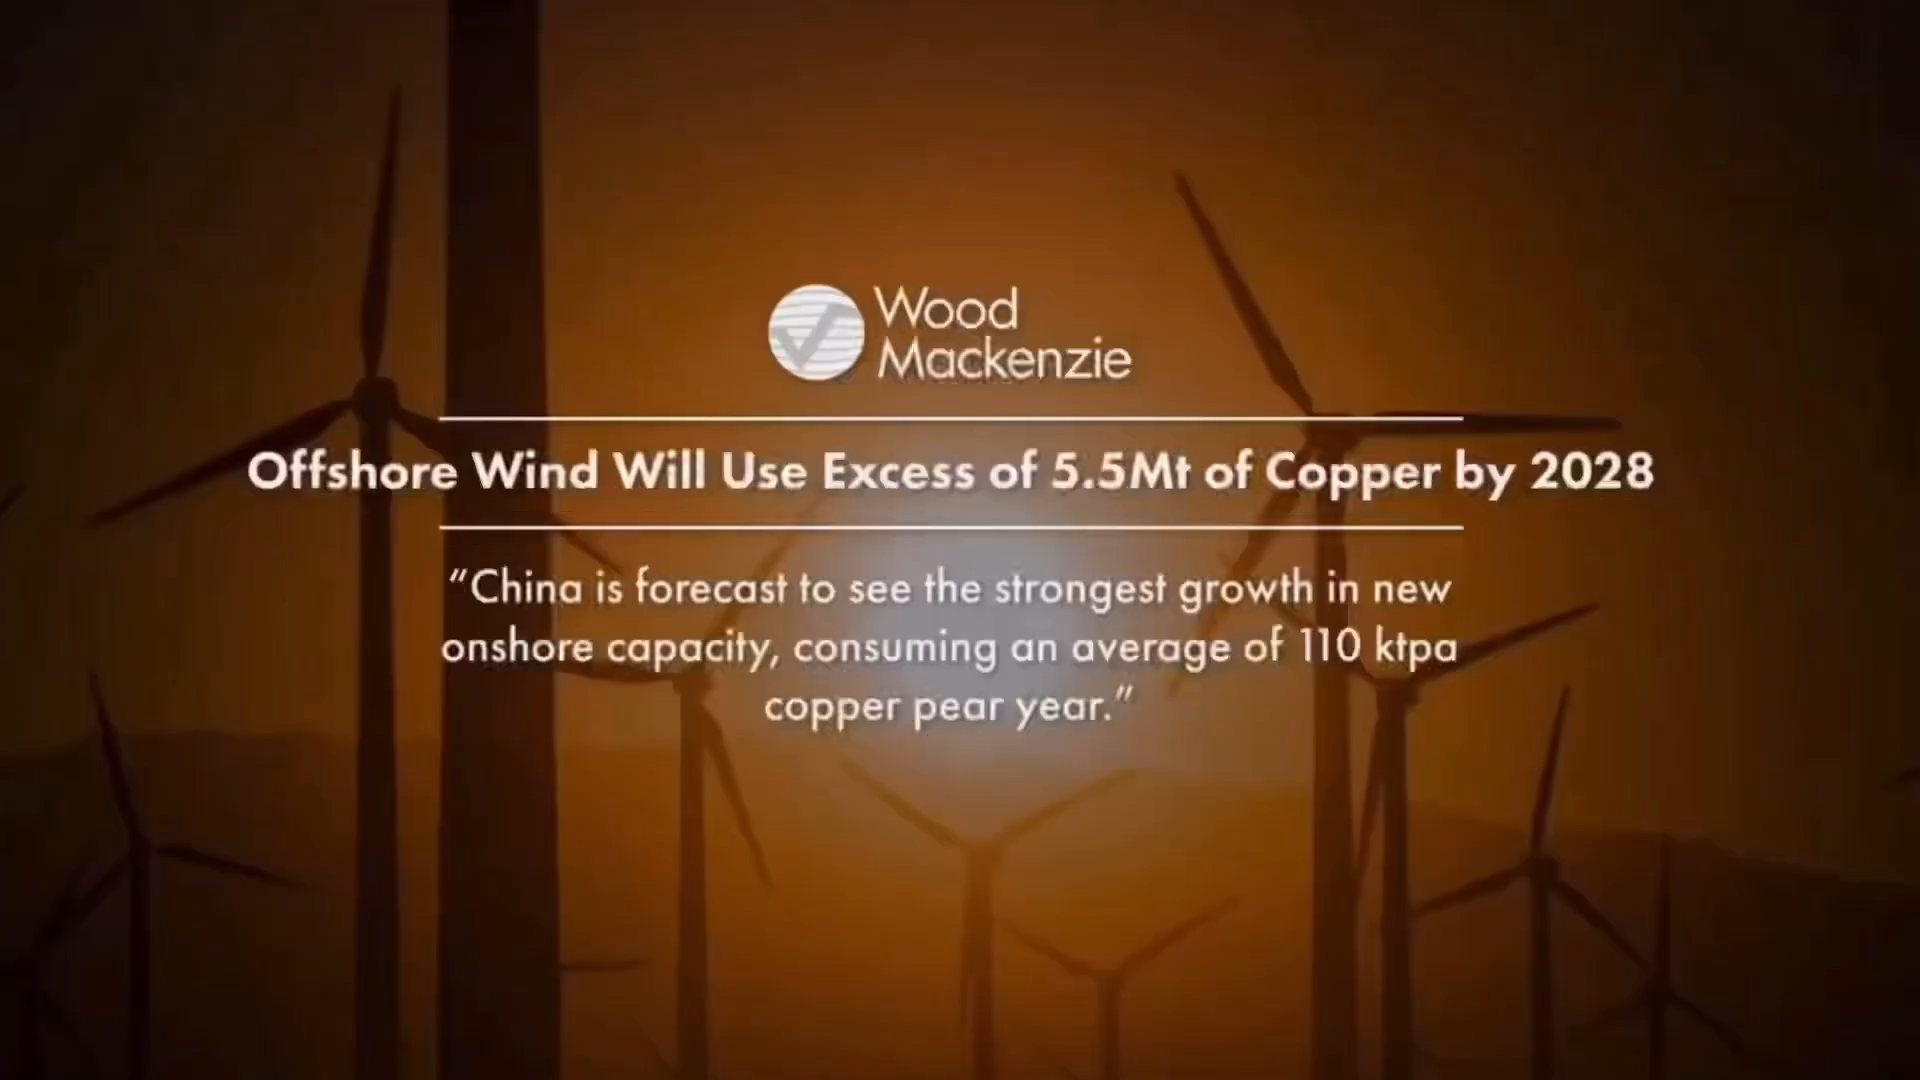 Wood
Mackenzie
Offshore Wind Will Use Excess of 5.5Mt of Copper by 2028
“China is forecast to see the strongest growth in new
onshore capacity, consuming an average of 110 ktpa
copper pear year.”